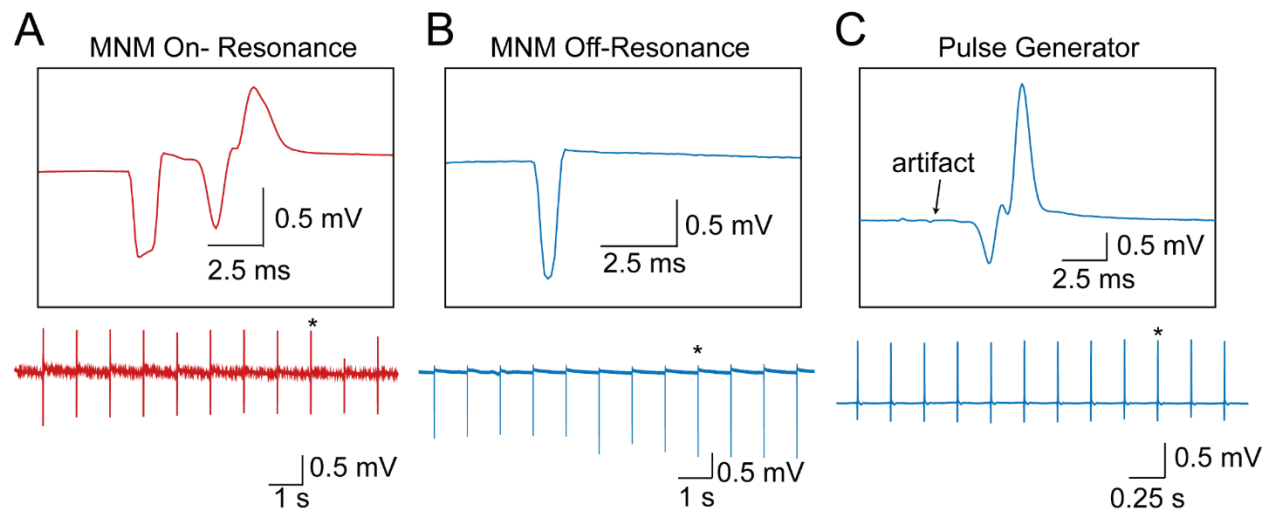 A
MNM On- Resonance
0.5 mV
2.5 ms
*
0.5 mV
1 s
B
MNM Off-Resonance
0.5 mV
2.5 ms
*
0.5 mV
1 s
C
Pulse Generator
artifact
0.5 mV
2.5 ms
*
0.5 mV
0.25 s